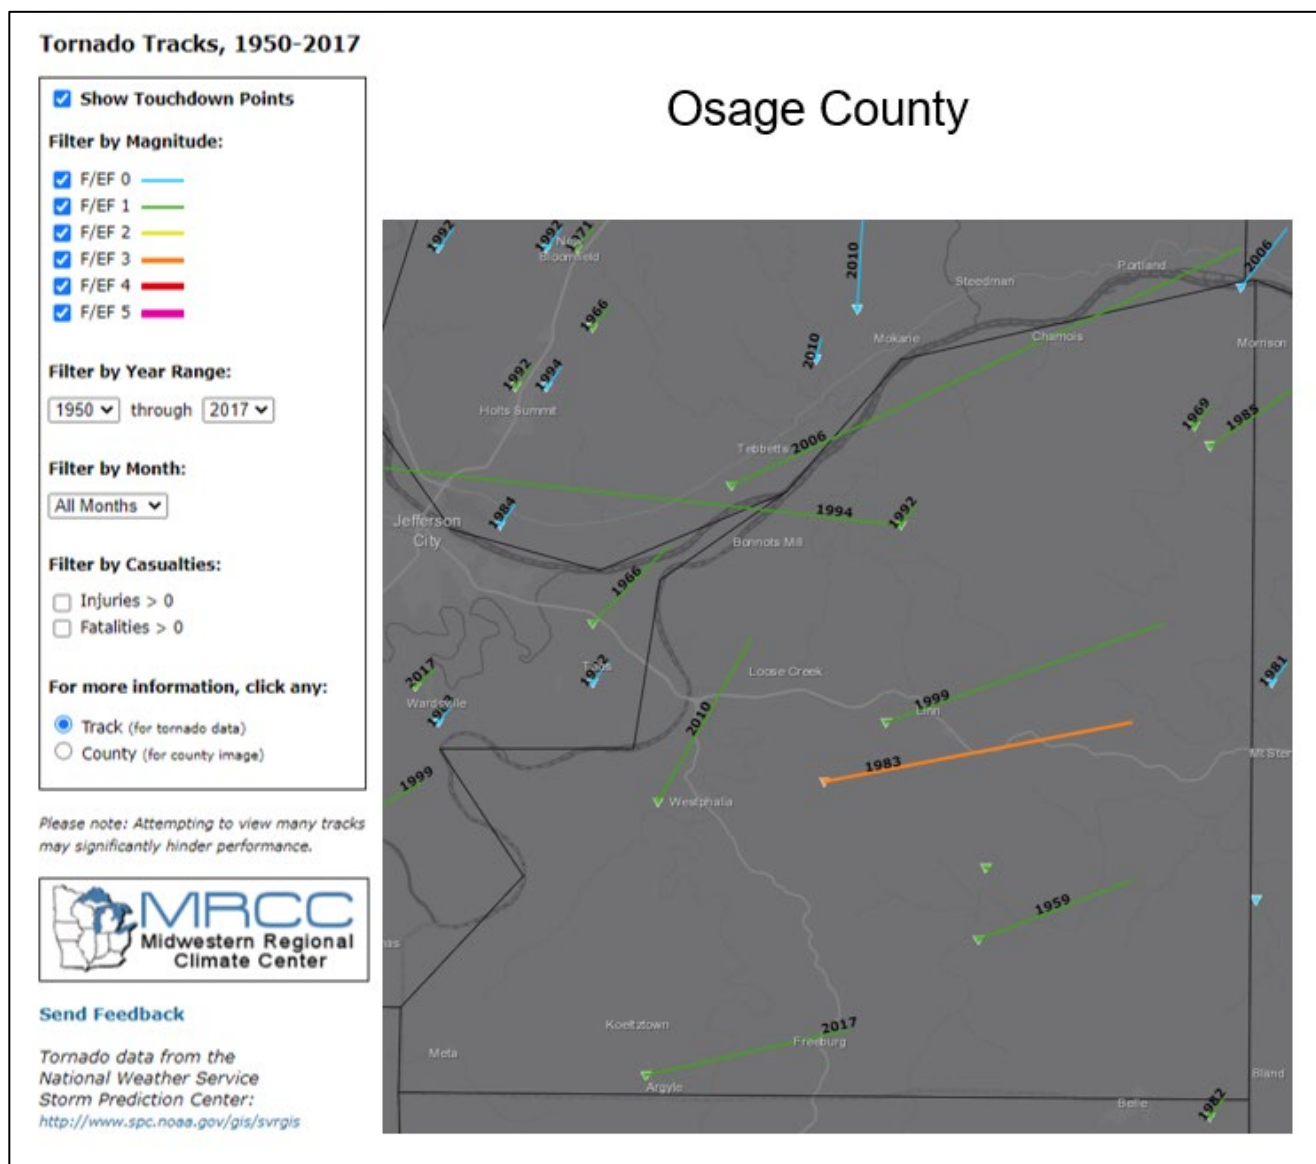 Tornado Tracks, 1950-2017
Show Touchdown Points
Filter by Magnitude:
F/EF 0
F/EF 1
F/EF 2
F/EF 3
F/EF 4
F/EF 5
Filter by Year Range:
1950 through 2017
Filter by Month:
All Months
Filter by Casualties:
Injuries > 0
Fatalities > 0
For more information, click any:
Track (for tornado data)
County (for county image)
Please note: Attempting to view many tracks
may significantly hinder performance.
MRCC
Midwestern Regional
Climate Center
Send Feedback
Tornado data from the
National Weather Service
Storm Prediction Center:
http://www.spc.noaa.gov/gis/svrgis
Osage County
1992
1992
1971
New
Bloomfield
2010
2006
Portland
Steedman
1966
2010
Mokane
Chamois
Morrison
1992
1994
Holts Summit
1969
1985
Tebbetts
2006
1984
1994
1992
Jefferson
City
Bonnots Mill
1966
Taos
2017
Wardsville
Loose Creek
1981
2010
1999
Linn
1983
Mt Ster
1999
Westphalia
1959
Koeltztown
2017
Freeburg
Meta
Argyle
Bland
Belle
1982